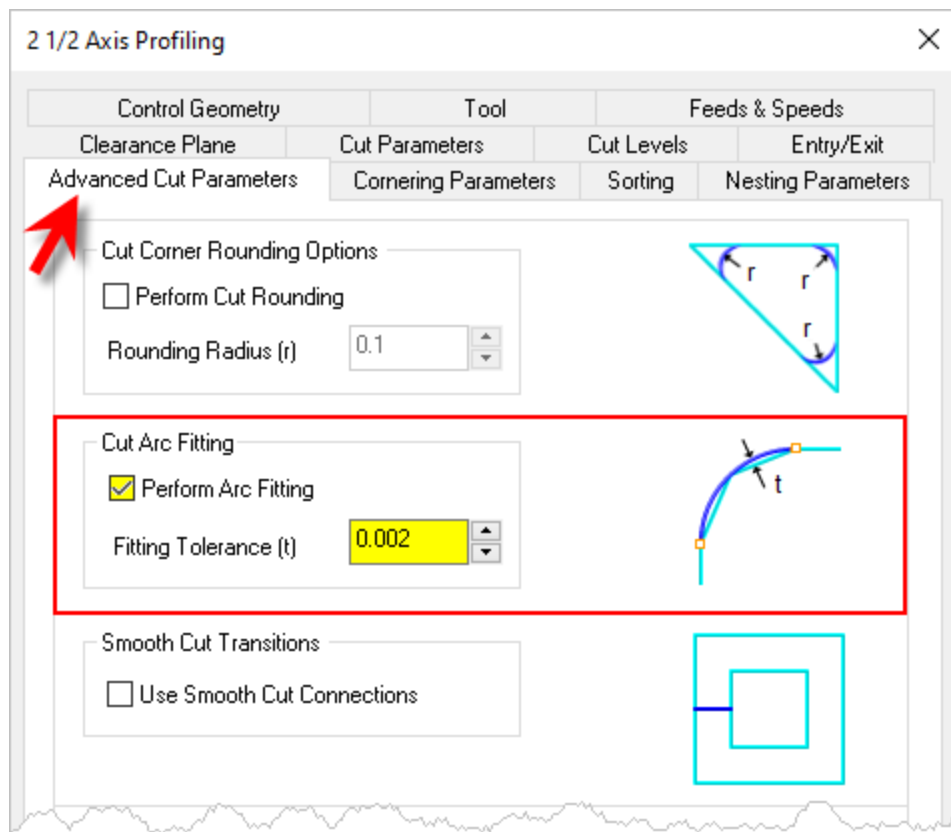 2 1/2 Axis Profiling
Control Geometry Tool Feeds & Speeds
Clearance Plane Cut Parameters Cut Levels Entry/Exit
Advanced Cut Parameters Cornering Parameters Sorting Nesting Parameters
Cut Corner Rounding Options
Perform Cut Rounding
Rounding Radius (r) 0.1
r
r
r
Cut Arc Fitting
Perform Arc Fitting
Fitting Tolerance (t) 0.002
t
Smooth Cut Transitions
Use Smooth Cut Connections